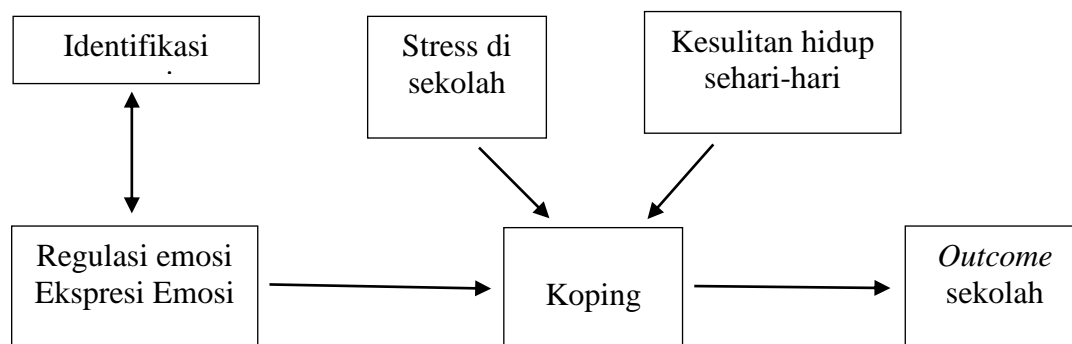 Identifikasi
Stress di
sekolah
Kesulitan hidup
sehari-hari
Regulasi emosi
Ekspresi Emosi
Koping
Outcome
sekolah